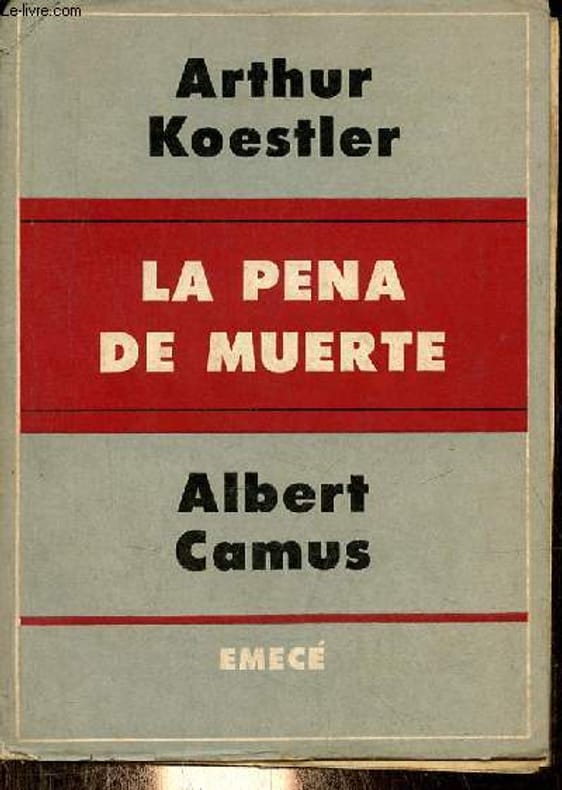 Le-livre.com
Arthur
Koestler
LA PENA
DE MUERTE
Albert
Camus
EMECÉ